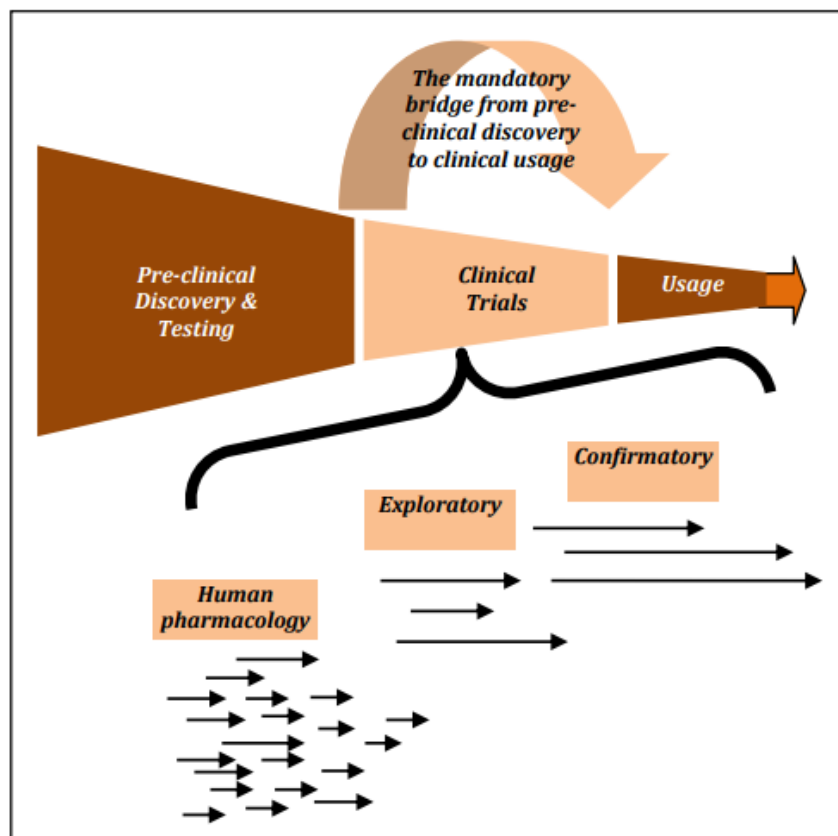 The mandatory
bridge from pre-
clinical discovery
to clinical usage
Pre-clinical
Discovery &
Testing
Clinical
Trials
Usage
Confirmatory
Exploratory
Human
pharmacology